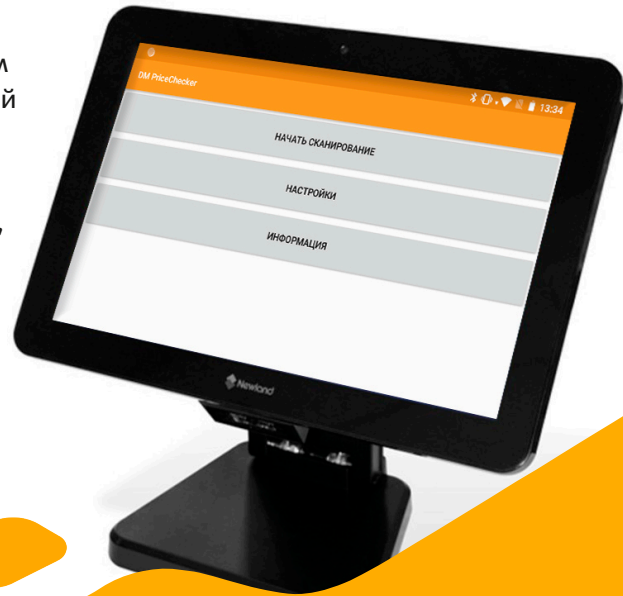 й
DM PriceChecker
13:34
НАЧАТЬ СКАНИРОВАНИЕ
НАСТРОЙКИ
ИНФОРМАЦИЯ
Newland